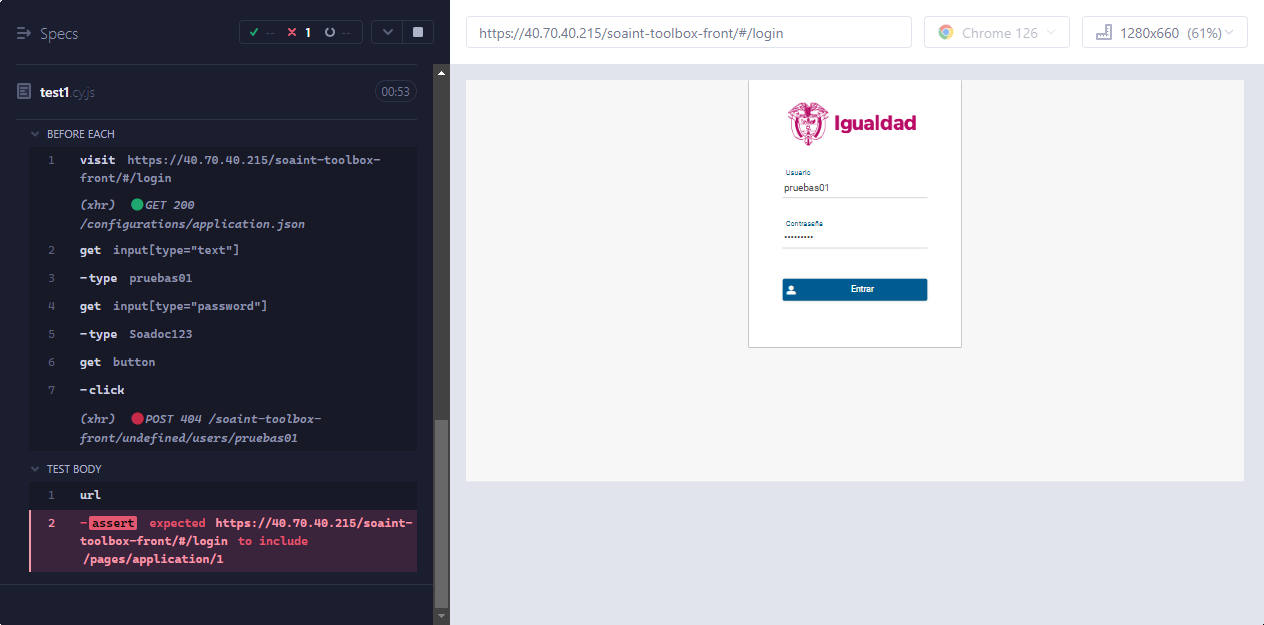 Specs
-- 1 --
test1.cy.js 00:53
BEFORE EACH
1 visit https://40.70.40.215/soaint-toolbox-
front/#/login
(xhr) GET 200
/configurations/application.json
2 get input[type="text"]
3 -type pruebas01
4 get input[type="password"]
5 -type Soadoc123
6 get button
7 -click
(xhr) POST 404 /soaint-toolbox-
front/undefined/users/pruebas01
TEST BODY
1 url
2 -assert expected https://40.70.40.215/soaint-
toolbox-front/#/login to include
/pages/application/1
https://40.70.40.215/soaint-toolbox-front/#/login
Chrome 126
1280x660 (61%)
Igualdad
Usuario
pruebas01
Contraseña
•••••••••
Entrar